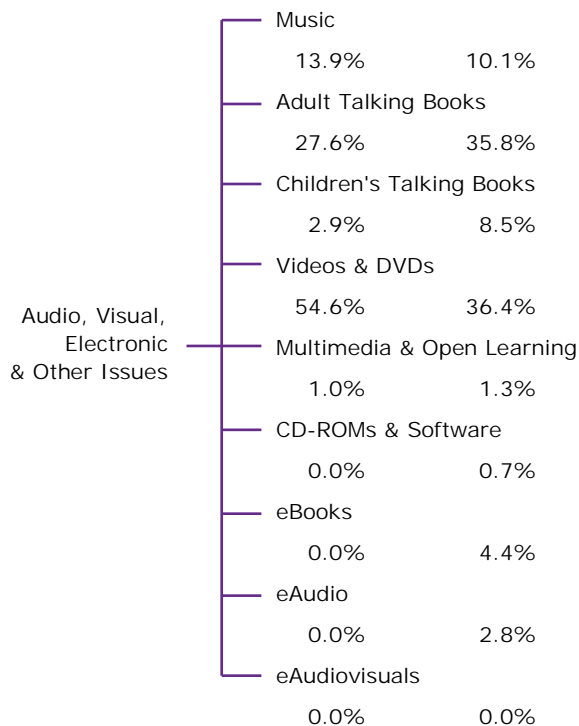 Music
13.9% 10.1%
Adult Talking Books
27.6% 35.8%
Children's Talking Books
2.9% 8.5%
Videos & DVDs
54.6% 36.4%
Audio, Visual,
Electronic
& Other Issues
Multimedia & Open Learning
1.0% 1.3%
CD-ROMs & Software
0.0% 0.7%
eBooks
0.0% 4.4%
eAudio
0.0% 2.8%
eAudiovisuals
0.0% 0.0%